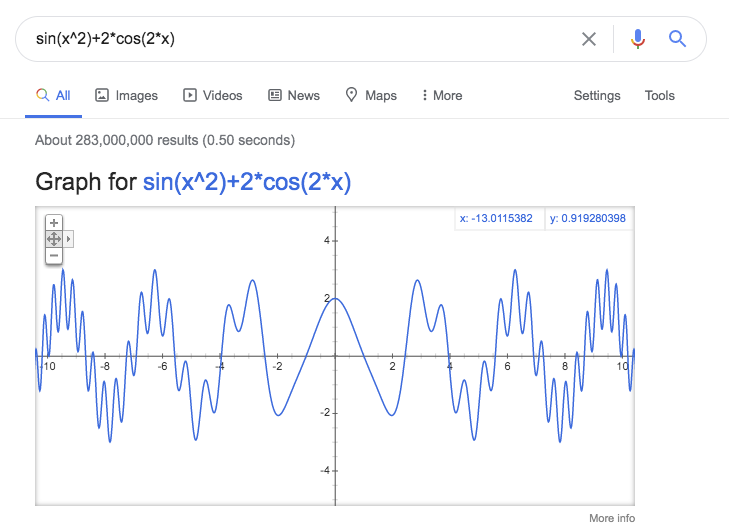 sin(x^2)+2*cos(2*x)
All Images Videos News Maps More Settings Tools
About 283,000,000 results (0.50 seconds)
Graph for sin(x^2)+2*cos(2*x)
x: -13.0115382 y: 0.919280398
4
2
-10 -8 -6 -4 -2 2 4 6 8 10
-2
-4
More info